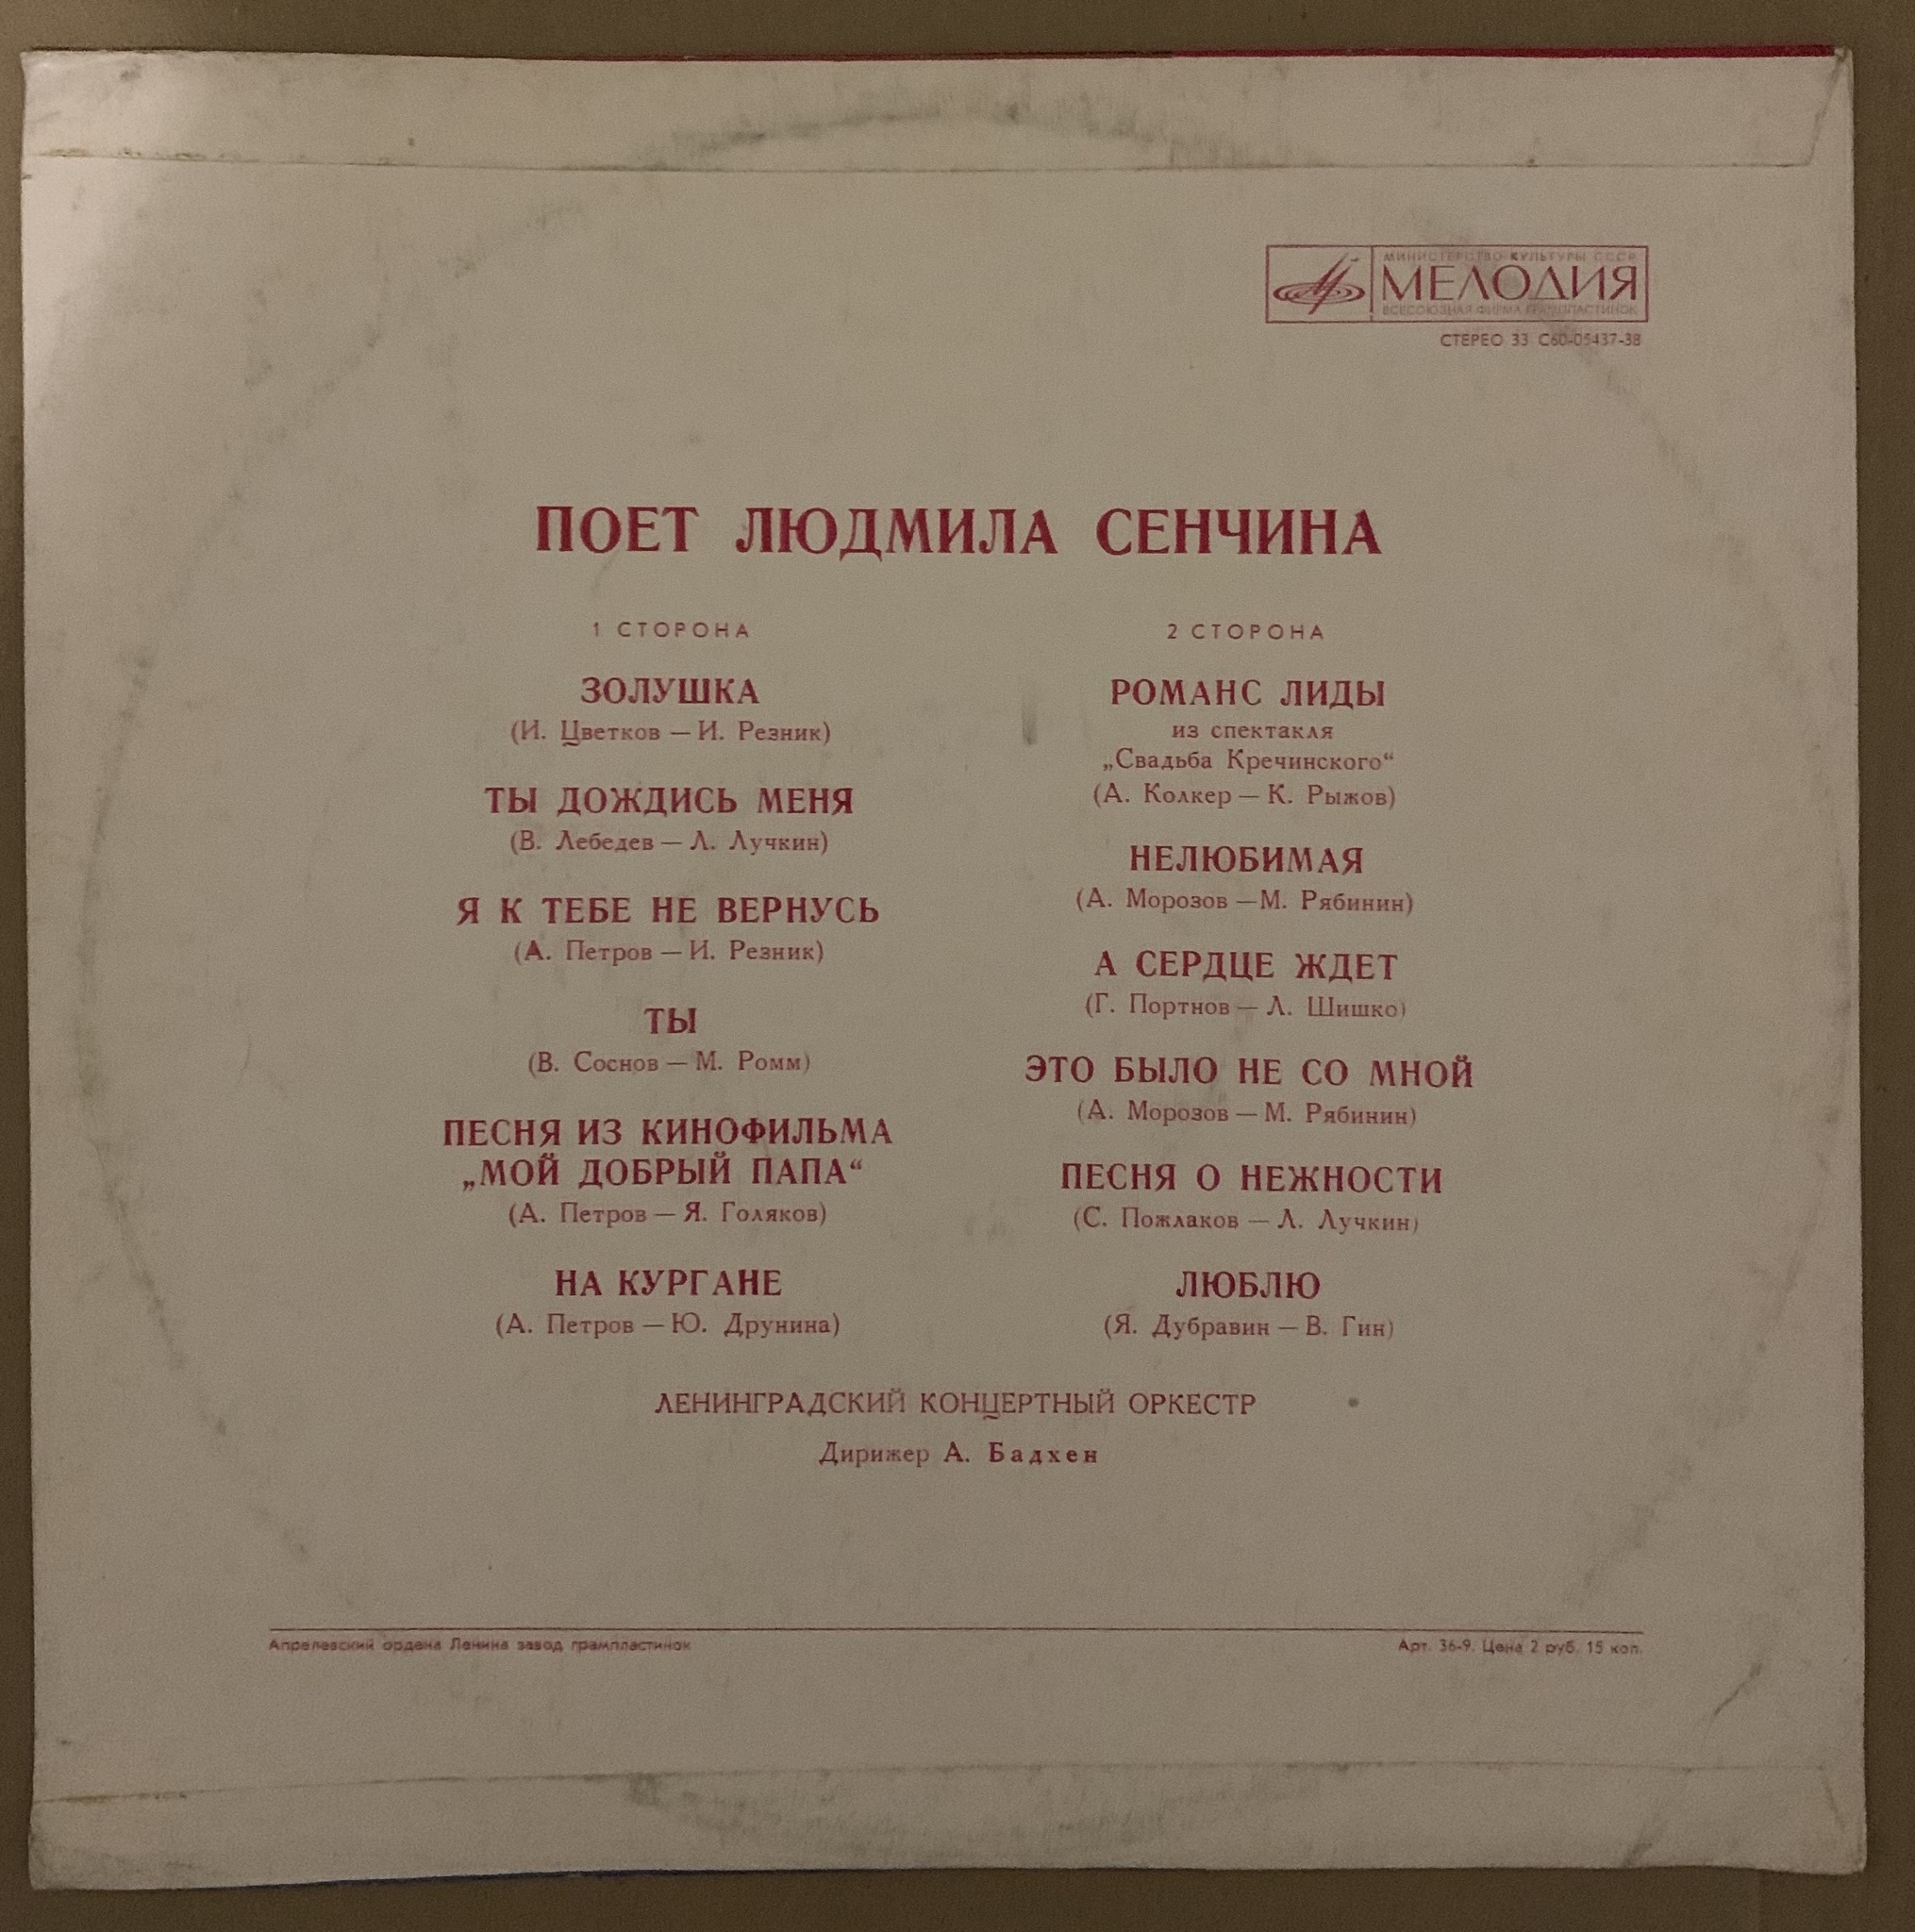 МИНИСТЕРСТВО КУЛЬТУРЫ СССР
МЕЛОДИЯ
ВСЕСОЮЗНАЯ ФИРМА ГРАМПЛАСТИНОК
СТЕРЕО 33 С60-05437-38
ПОЕТ ЛЮДМИЛА СЕНЧИНА
1 СТОРОНА
ЗОЛУШКА
(И. Цветков — И. Резник)
ТЫ ДОЖДИСЬ МЕНЯ
(В. Лебедев — Л. Лучкин)
Я К ТЕБЕ НЕ ВЕРНУСЬ
(А. Петров — И. Резник)
ТЫ
(В. Соснов — М. Ромм)
ПЕСНЯ ИЗ КИНОФИЛЬМА
„МОЙ ДОБРЫЙ ПАПА“
(А. Петров — Я. Голяков)
НА КУРГАНЕ
(А. Петров — Ю. Друнина)
2 СТОРОНА
РОМАНС ЛИДЫ
из спектакля
„Свадьба Кречинского“
(А. Колкер — К. Рыжов)
НЕЛЮБИМАЯ
(А. Морозов — М. Рябинин)
А СЕРДЦЕ ЖДЕТ
(Г. Портнов — Л. Шишко)
ЭТО БЫЛО НЕ СО МНОЙ
(А. Морозов — М. Рябинин)
ПЕСНЯ О НЕЖНОСТИ
(С. Пожлаков — Л. Лучкин)
ЛЮБЛЮ
(Я. Дубравин — В. Гин)
ЛЕНИНГРАДСКИЙ КОНЦЕРТНЫЙ ОРКЕСТР
Дирижер А. Бадхен
Апрелевский ордена Ленина завод грампластинок
Арт. 36-9. Цена 2 руб. 15 коп.